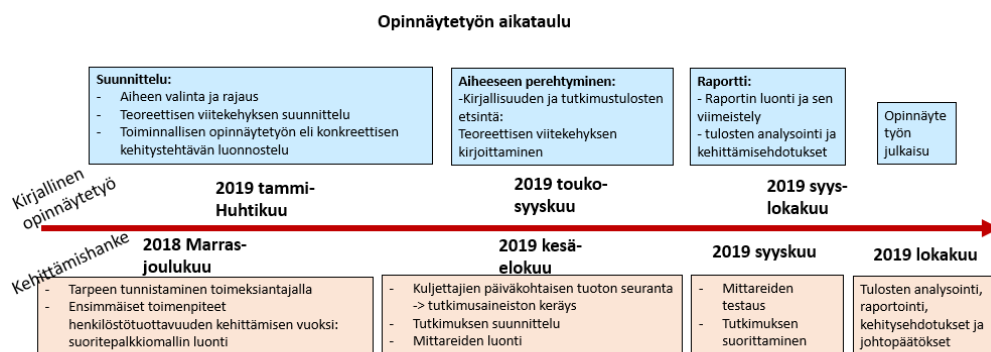 Opinnäytetyön aikataulu
Suunnittelu:
- Aiheen valinta ja rajaus
- Teoreettisen viitekehyksen suunnittelu
- Toiminnallisen opinnäytetyön eli konkreettisen
kehitystehtävän luonnostelu
Aiheeseen perehtyminen:
-Kirjallisuuden ja tutkimustulosten
etsintä:
Teoreettisen viitekehyksen
kirjoittaminen
Raportti:
- Raportin luonti ja sen
viimeistely
- tulosten analysointi ja
kehittämisehdotukset
Opinnäyte
työn
julkaisu
Kirjallinen
opinnäytetyö
2019 tammi-
Huhtikuu
2019 touko-
syyskuu
2019 syys-
lokakuu
Kehittämishanke
2018 Marras-
joulukuu
2019 kesä-
elokuu
2019 syyskuu
2019 lokakuu
- Tarpeen tunnistaminen toimeksiantajalla
- Ensimmäiset toimenpiteet
henkilöstötuottavuuden kehittämisen vuoksi:
suoritepalkkiomallin luonti
- Kuljettajien päiväkohtaisen tuoton seuranta
-> tutkimusaineiston keräys
- Tutkimuksen suunnittelu
- Mittareiden luonti
- Mittareiden
testaus
- Tutkimuksen
suorittaminen
Tulosten analysointi,
raportointi,
kehitysehdotukset ja
johtopäätökset